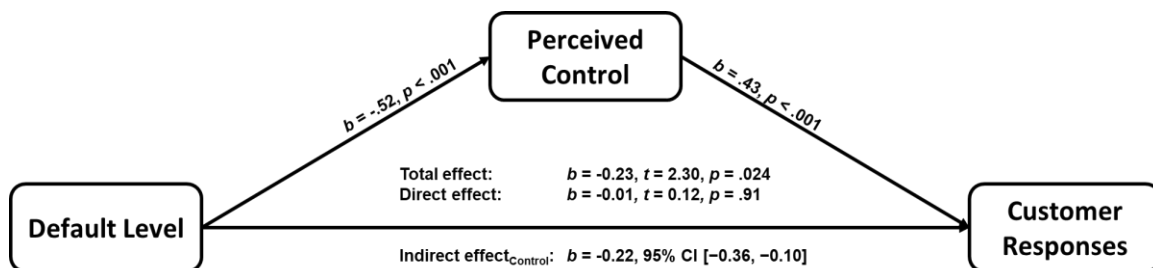 Perceived
Control
b = -.52, p < .001
b = .43, p < .001
Total effect: b = -0.23, t = 2.30, p = .024
Direct effect: b = -0.01, t = 0.12, p = .91
Default Level
Customer
Responses
Indirect effectControl: b = -0.22, 95% CI [−0.36, −0.10]